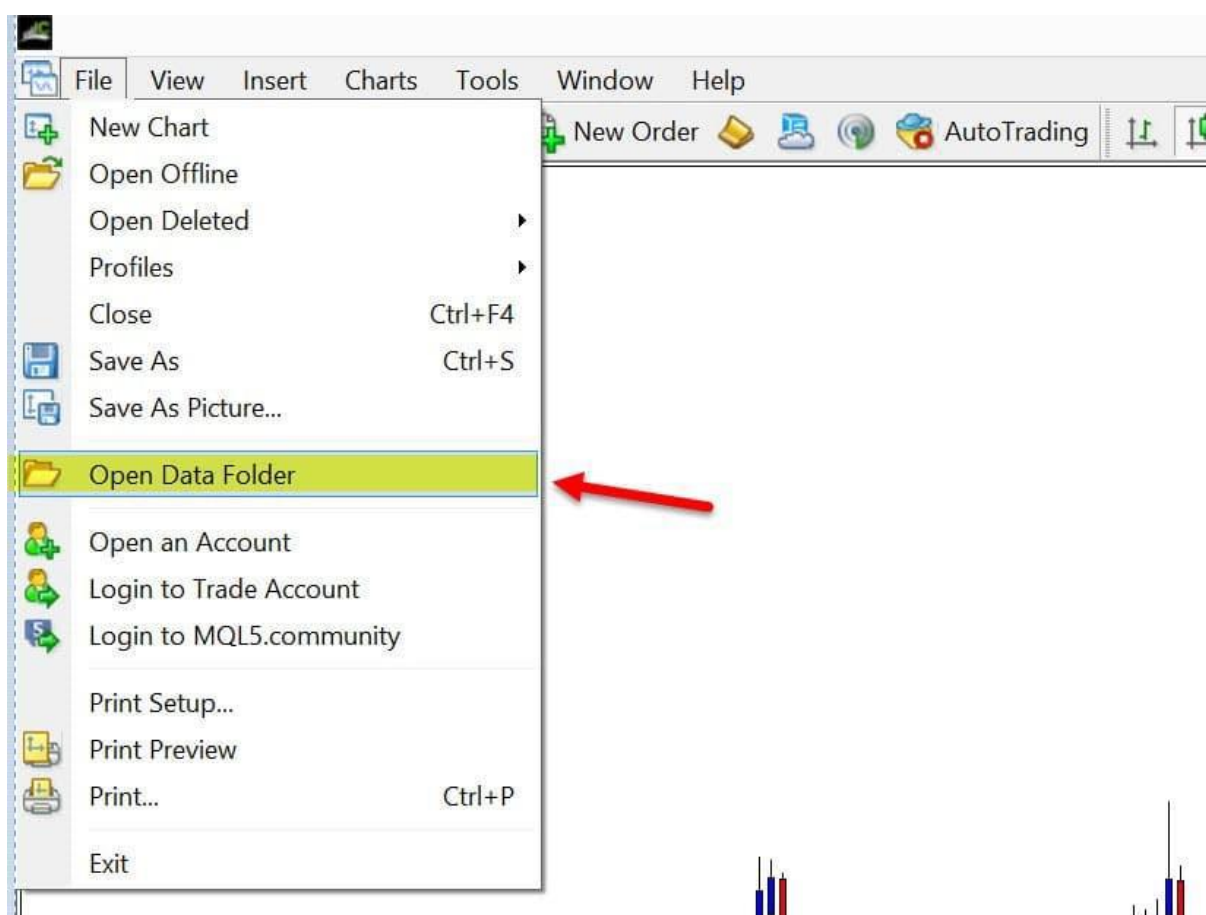 File View Insert Charts Tools Window Help
New Order AutoTrading
New Chart
Open Offline
Open Deleted
Profiles
Close Ctrl+F4
Save As Ctrl+S
Save As Picture...
Open Data Folder
Open an Account
Login to Trade Account
Login to MQL5.community
Print Setup...
Print Preview
Print... Ctrl+P
Exit